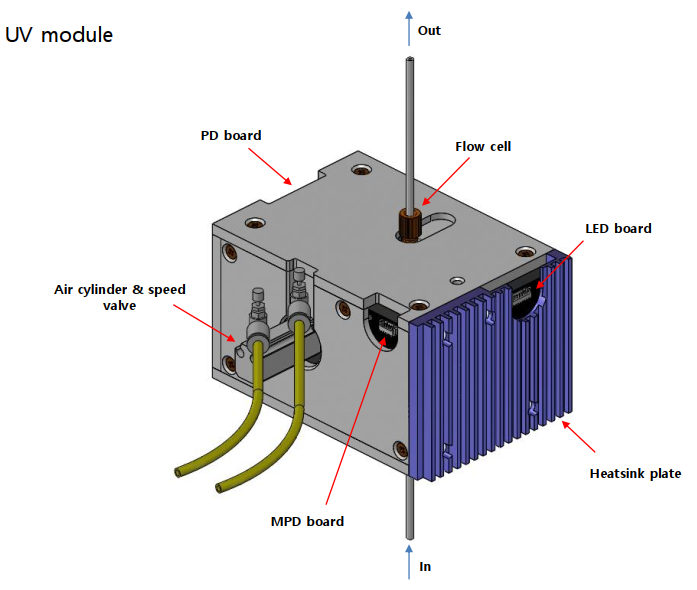 UV module
Out
PD board
Flow cell
LED board
Air cylinder & speed
valve
Heatsink plate
MPD board
In